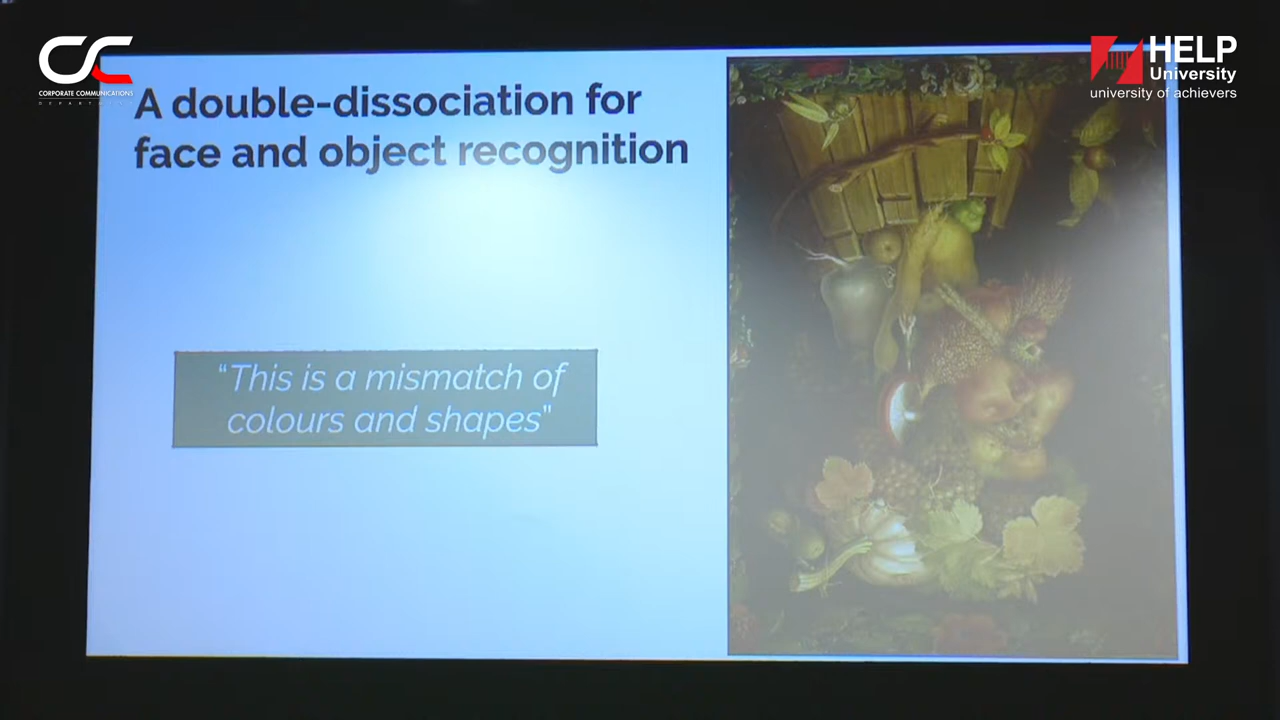 CC
CORPORATE COMMUNICATIONS
DEPARTMENT
HELP
University
university of achievers
A double-dissociation for
face and object recognition
“This is a mismatch of
colours and shapes”